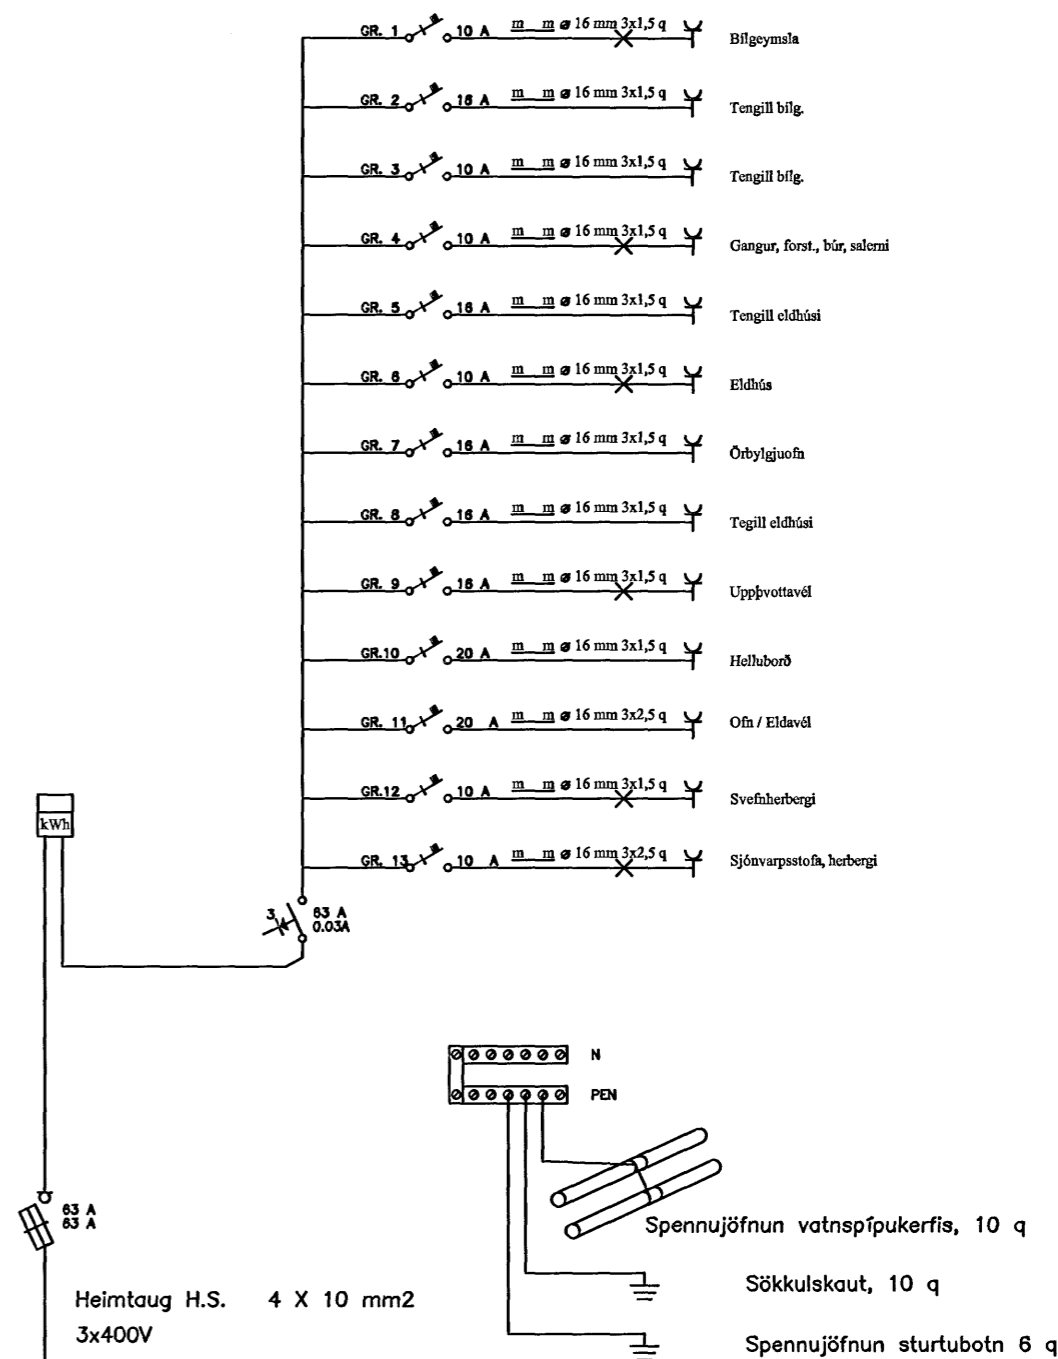 GR. 1 10 A m m ø 16 mm 3x1,5 q Bílgeymsla
GR. 2 16 A m m ø 16 mm 3x1,5 q Tengill bílg.
GR. 3 10 A m m ø 16 mm 3x1,5 q Tengill bílg.
GR. 4 10 A m m ø 16 mm 3x1,5 q Gangur, forst., búr, salerni
GR. 5 16 A m m ø 16 mm 3x1,5 q Tengill eldhúsi
GR. 6 10 A m m ø 16 mm 3x1,5 q Eldhús
GR. 7 16 A m m ø 16 mm 3x1,5 q Örbylgjuofn
GR. 8 16 A m m ø 16 mm 3x1,5 q Tegill eldhúsi
GR. 9 16 A m m ø 16 mm 3x1,5 q Uppþvottavél
GR.10 20 A m m ø 16 mm 3x1,5 q Helluborð
GR. 11 20 A m m ø 16 mm 3x2,5 q Ofn / Eldavél
GR.12 10 A m m ø 16 mm 3x1,5 q Svefnherbergi
GR. 13 10 A m m ø 16 mm 3x2,5 q Sjónvarpsstofa, herbergi
kWh
3 63 A
0.03A
N
PEN
63 A
63 A
Spennujöfnun vatnspípukerfis, 10 q
Sökkulskaut, 10 q
Heimtaug H.S. 4 X 10 mm2
3x400V
Spennujöfnun sturtubotn 6 q